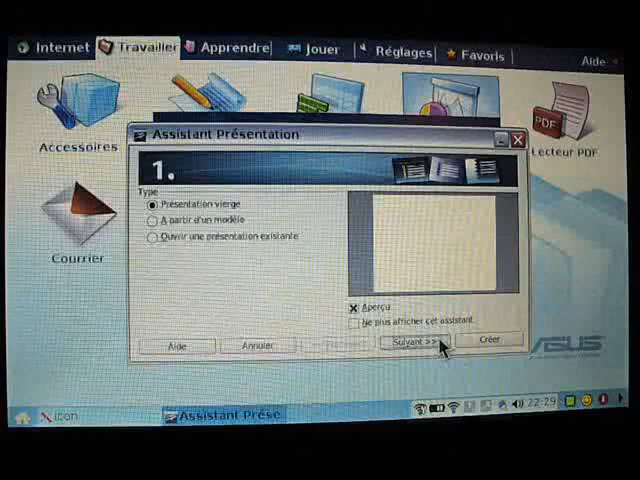 Internet Travailler Apprendre Jouer Réglages Favoris Aide
Accessoires
PDF
Lecteur PDF
Courrier
Assistant Présentation
1.
Type
Présentation vierge
A partir d'un modèle
Ouvrir une présentation existante
Aperçu
Ne plus afficher cet assistant
Aide Annuler Suivant >> Créer
ASUS
icon Assistant Prése 22:29